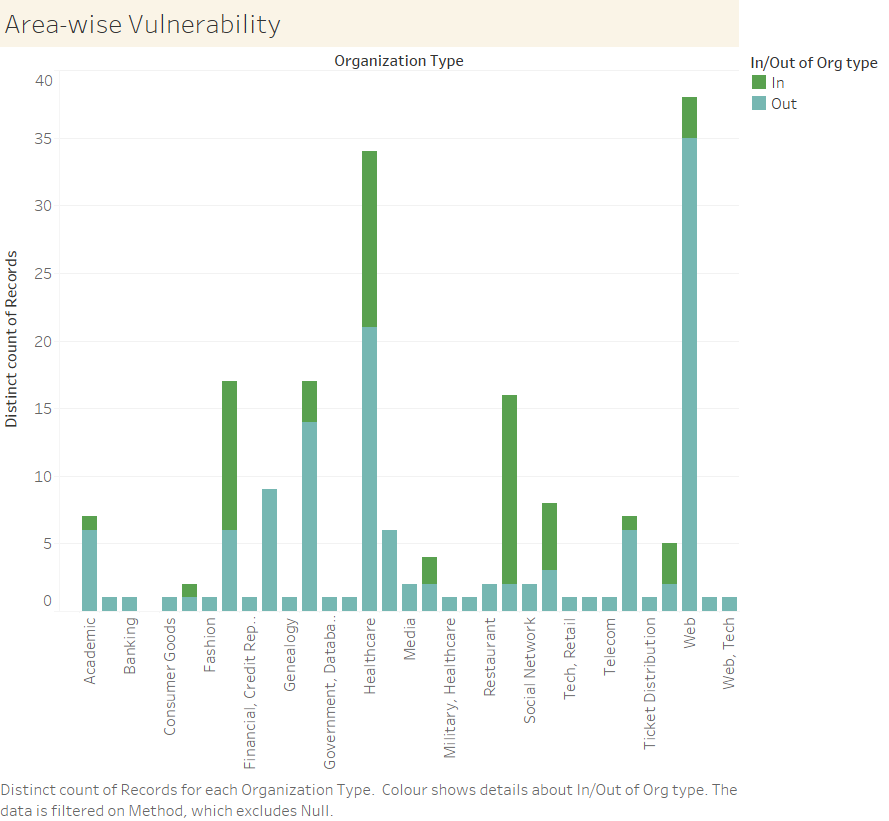 Area-wise Vulnerability
Organization Type
In/Out of Org type
In
Out
Distinct count of Records
40
35
30
25
20
15
10
5
0
Academic
Banking
Consumer Goods
Fashion
Financial, Credit Rep..
Genealogy
Government, Databa..
Healthcare
Media
Military, Healthcare
Restaurant
Social Network
Tech, Retail
Telecom
Ticket Distribution
Web
Web, Tech
Distinct count of Records for each Organization Type.  Colour shows details about In/Out of Org type. The
data is filtered on Method, which excludes Null.